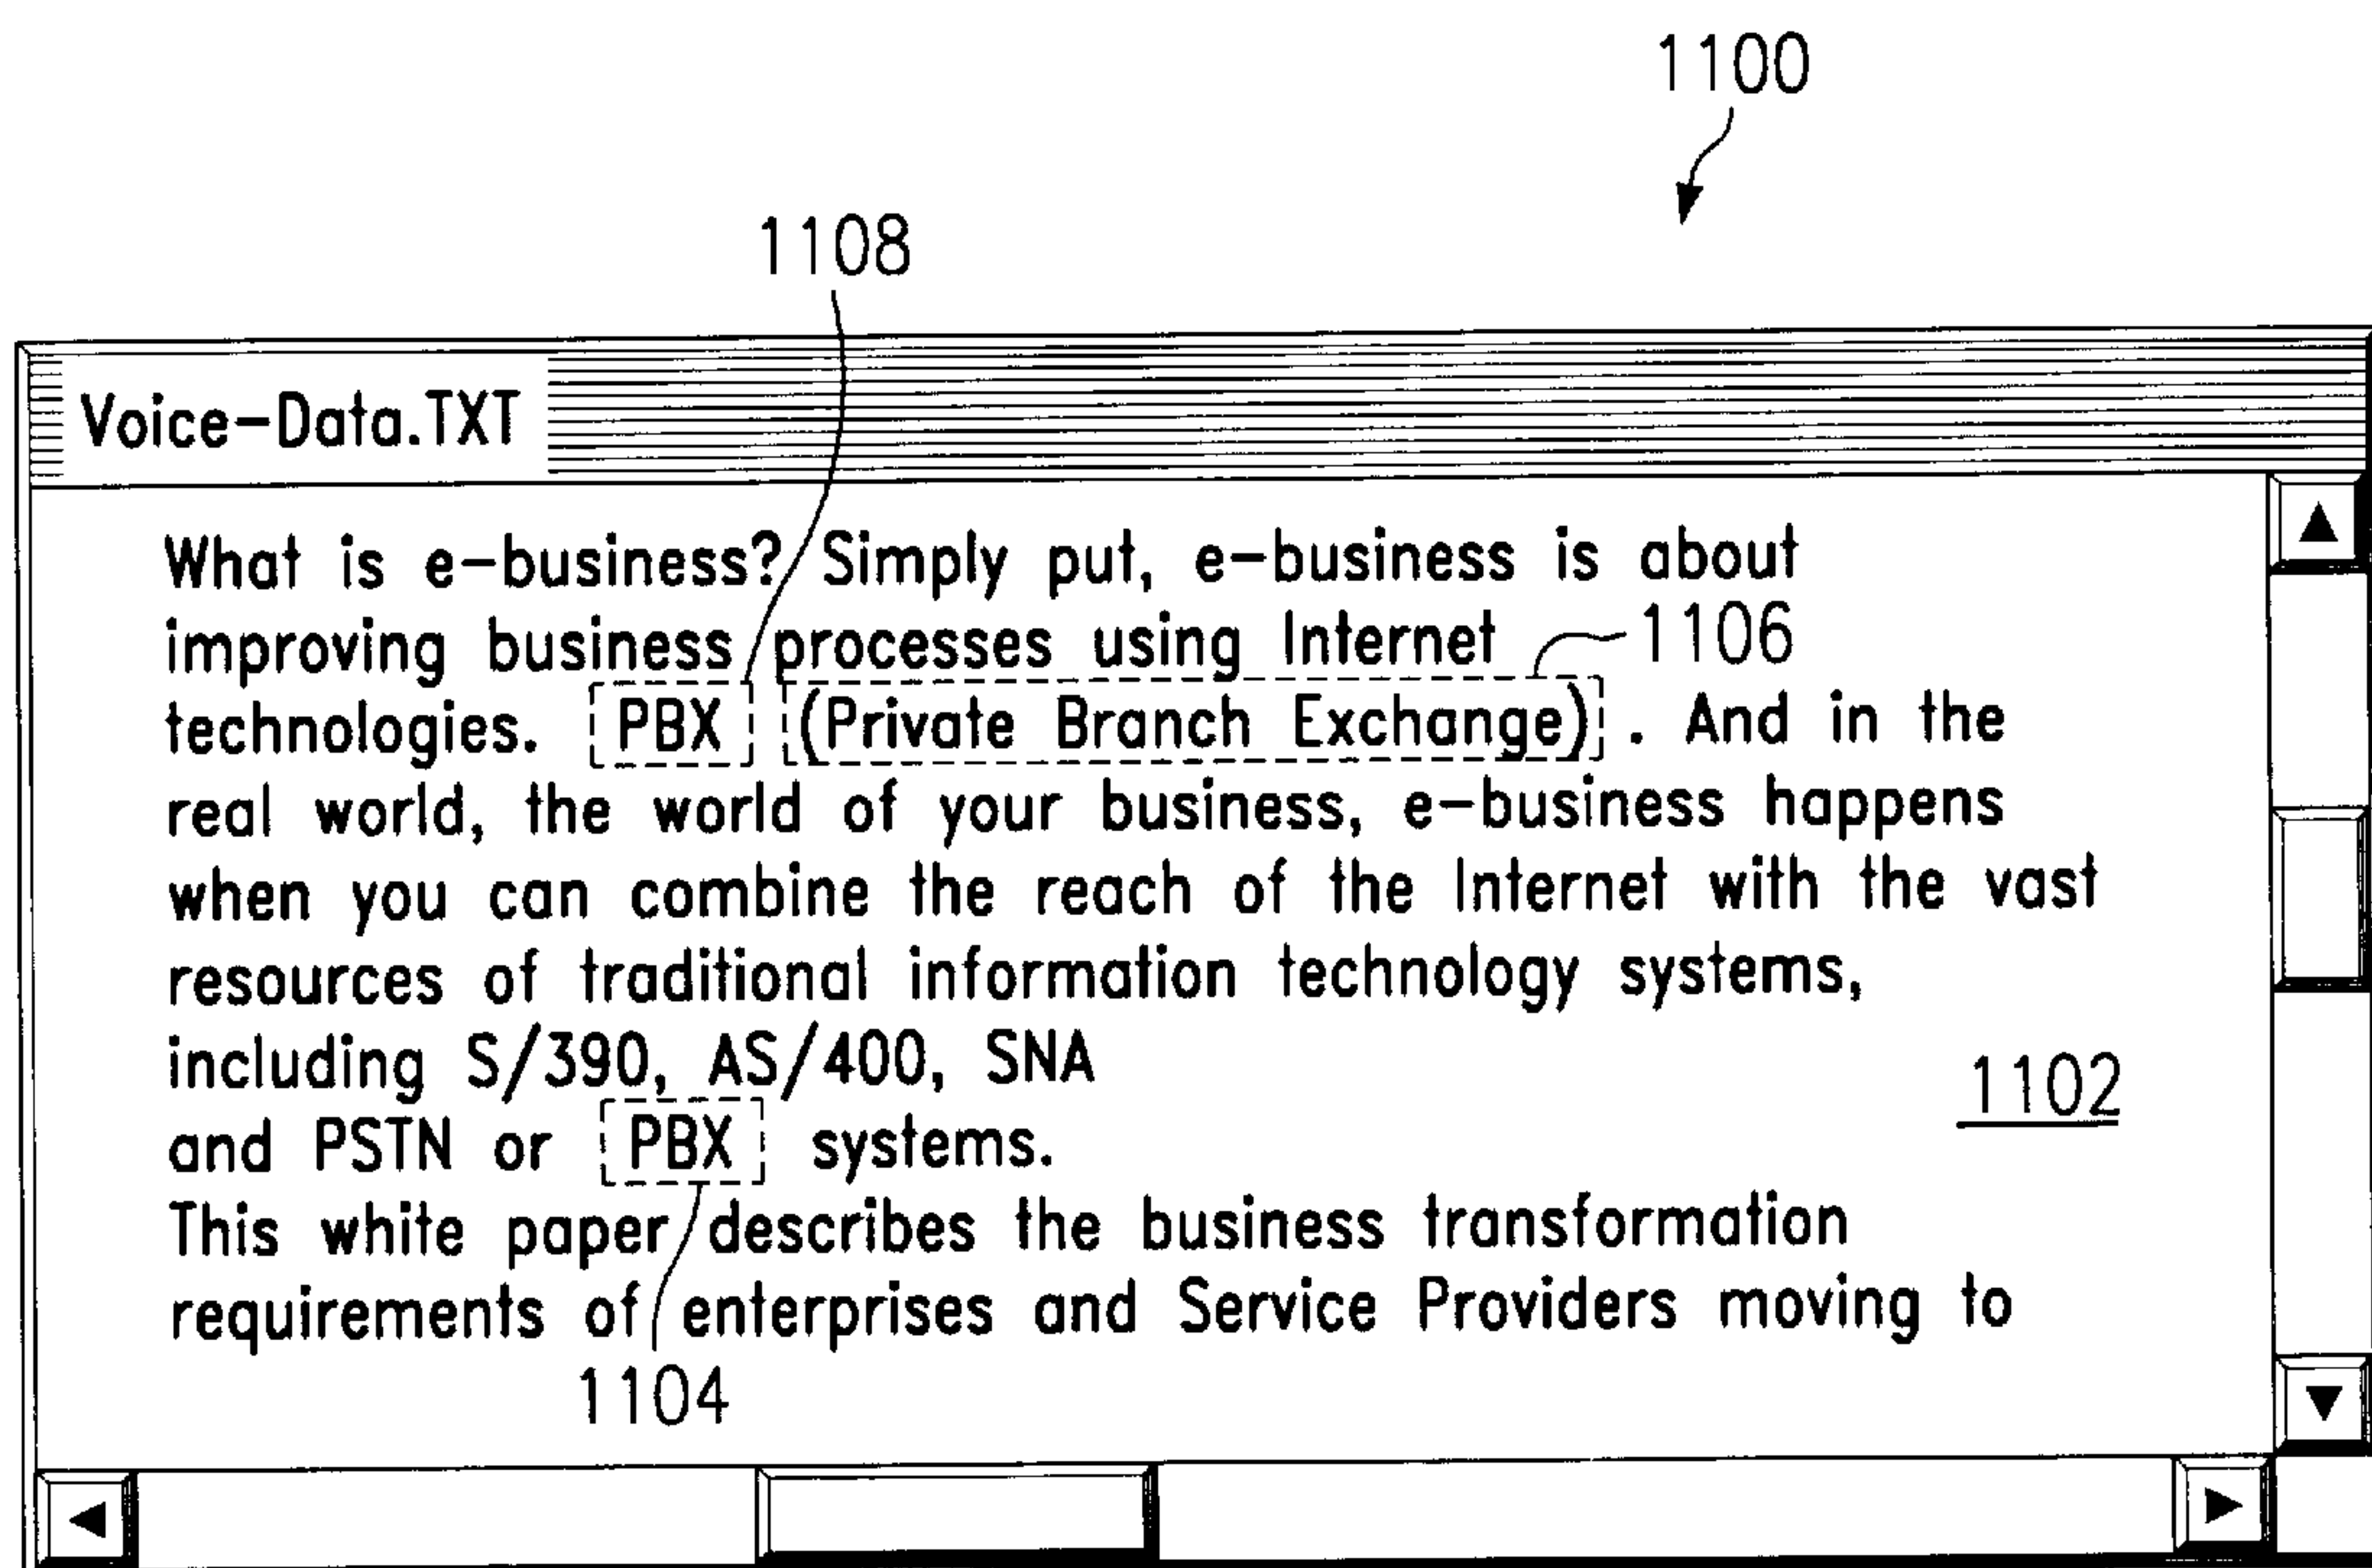 1100
1108
Voice-Data.TXT
What is e-business? Simply put, e-business is about
improving business processes using Internet 1106
technologies. PBX (Private Branch Exchange). And in the
real world, the world of your business, e-business happens
when you can combine the reach of the Internet with the vast
resources of traditional information technology systems,
including S/390, AS/400, SNA
1102
and PSTN or PBX systems.
This white paper describes the business transformation
requirements of enterprises and Service Providers moving to
1104